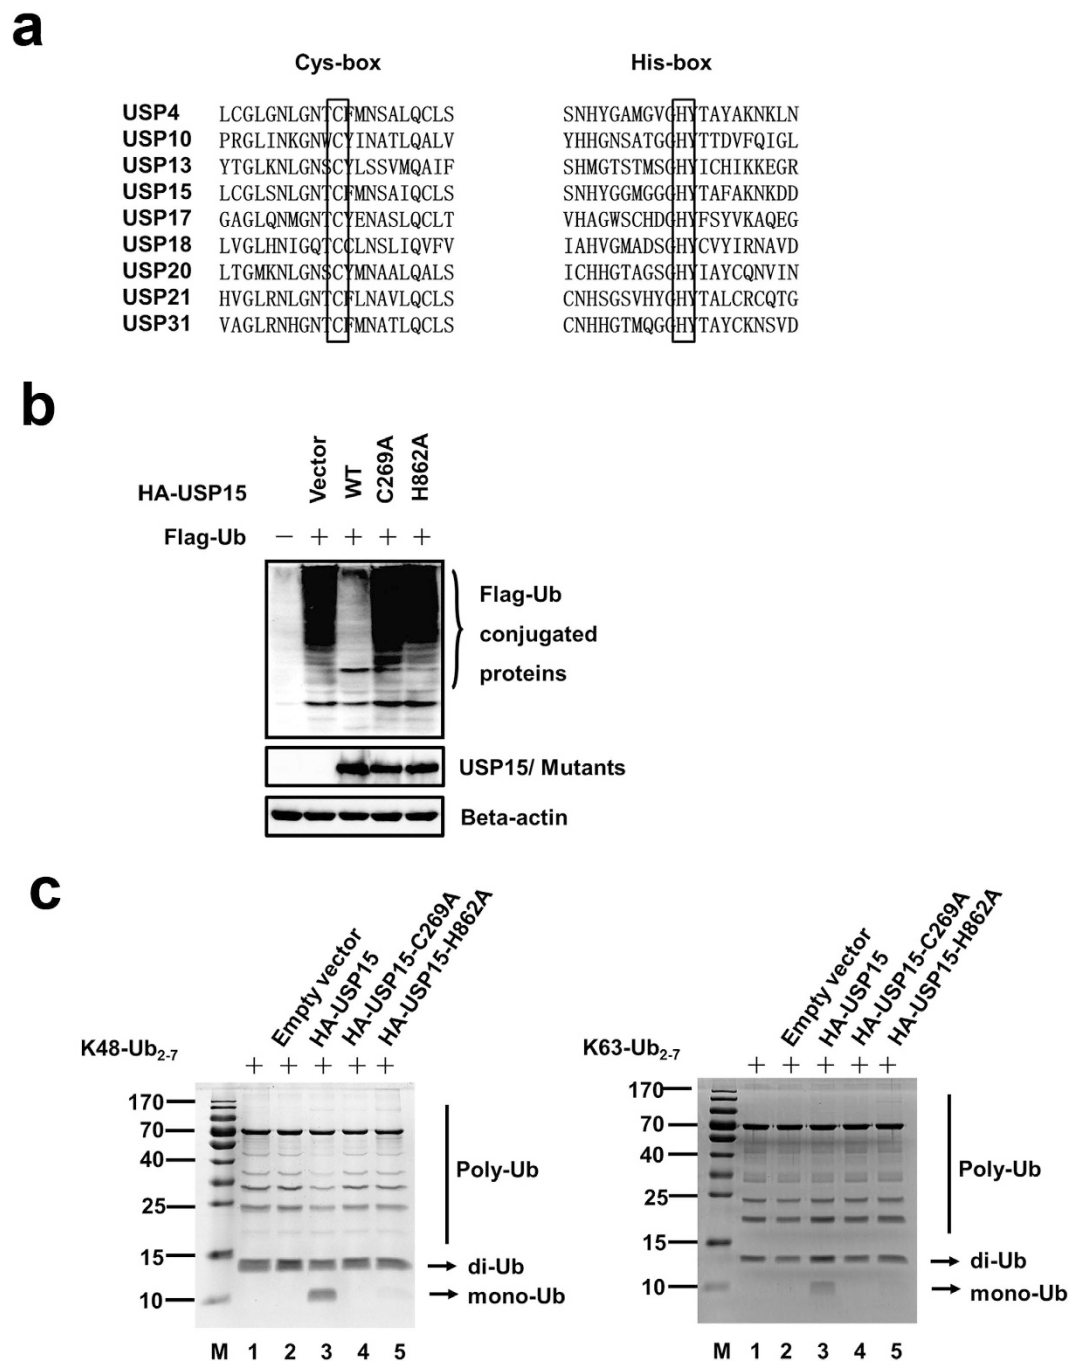 a
Cys-box His-box
USP4 LCGLGNLGNTCFMNSALQCLS SNHYGAMGVGHYTAYAKNKLN
USP10 PRGLINKGNWCYINATLQALV YHHGNSATGGHYTTDVFQIGL
USP13 YTGLKNLGNSCYLSSVMQAIF SHMGTSTMSGHYICHIKKEGR
USP15 LCGLSNLGNTCFMNSAIQCLS SNHYGGMGGGHYTAFAKNKDD
USP17 GAGLQNMGNTCYENASLQCLT VHAGWSCHDGHYFSYVKAQEG
USP18 LVGLHNIGQTCCLNSLIQVFV IAHVGMADSGHYCVYIRNAVD
USP20 LTGMKNLGNSCYMNAALQALS ICHHGTAGSGHYIAYCQNVIN
USP21 HVGLRNLGNTCFLNAVLQCLS CNHSGSVHYGHYTALCRCQTG
USP31 VAGLRNHGNTCFMNATLQCLS CNHHGTMQGGHYTAYCKNSVD
b
HA-USP15 Vector WT C269A H862A
Flag-Ub − + + + +
Flag-Ub
conjugated
proteins
USP15/ Mutants
Beta-actin
c
K48-Ub2-7 Empty vector HA-USP15 HA-USP15-C269A HA-USP15-H862A
+ + + + +
170
70
40
25
15
10
Poly-Ub
di-Ub
mono-Ub
M 1 2 3 4 5
K63-Ub2-7 Empty vector HA-USP15 HA-USP15-C269A HA-USP15-H862A
+ + + + +
170
70
40
25
15
10
Poly-Ub
di-Ub
mono-Ub
M 1 2 3 4 5